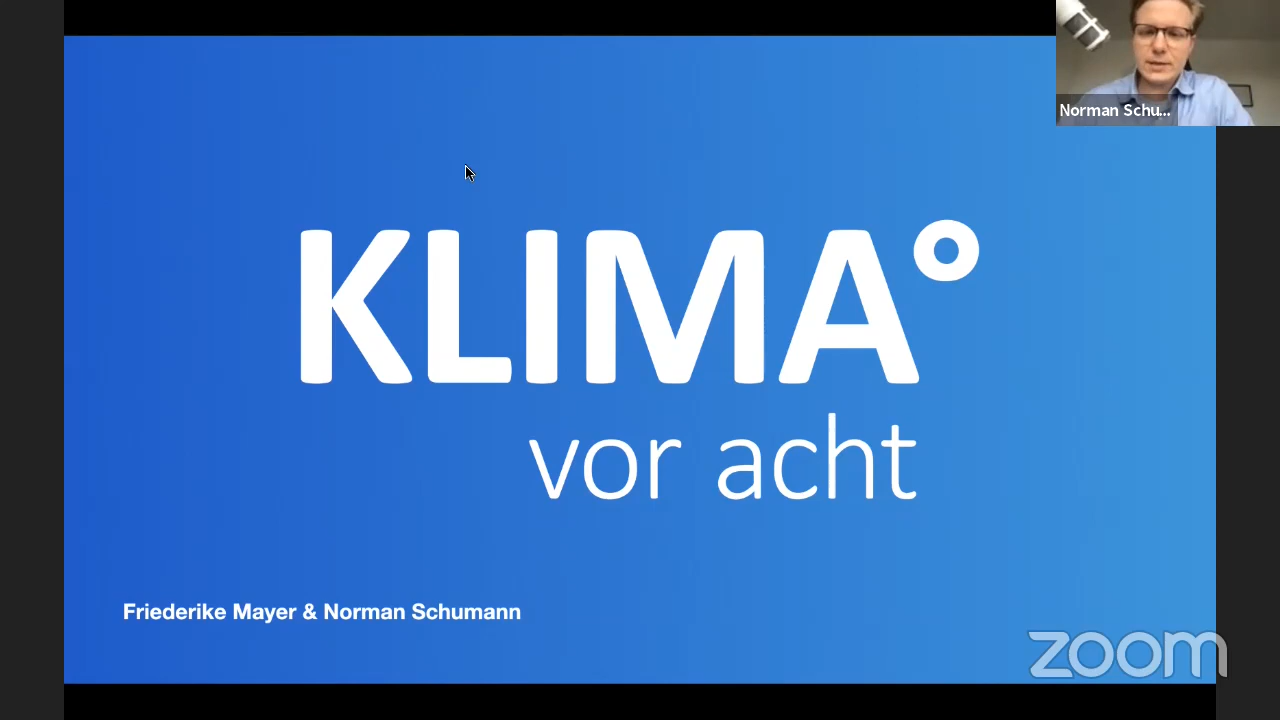 Norman Schu...
KLIMA°
vor acht
Friederike Mayer & Norman Schumann
zoom